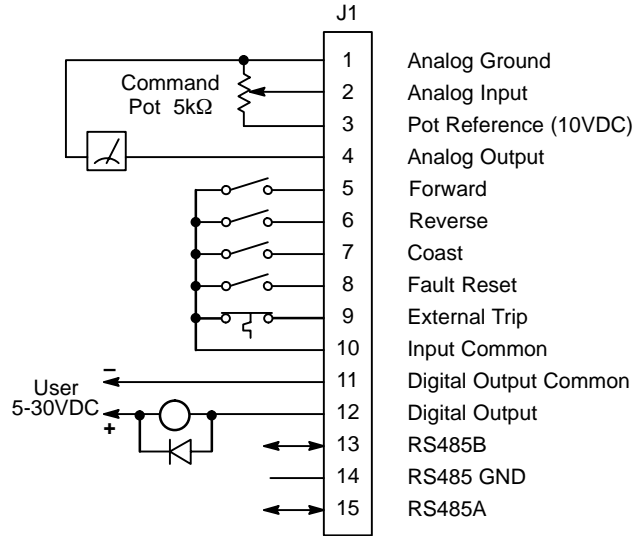 J1
1 Analog Ground
Command
Pot 5kΩ
2 Analog Input
3 Pot Reference (10VDC)
4 Analog Output
5 Forward
6 Reverse
7 Coast
8 Fault Reset
9 External Trip
10 Input Common
User
5-30VDC
−
+
11 Digital Output Common
12 Digital Output
13 RS485B
14 RS485 GND
15 RS485A